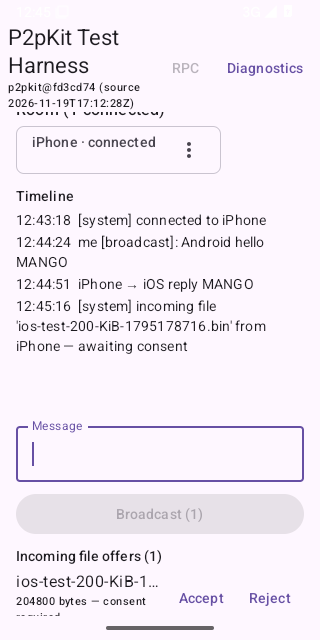 P2pKit Test
Harness
RPC
Diagnostics
p2pkit@fd3cd74 (source
2026-11-19T17:12:28Z)
iPhone · connected
Timeline
12:43:18 [system] connected to iPhone
12:44:24 me [broadcast]: Android hello
MANGO
12:44:51 iPhone → iOS reply MANGO
12:45:16 [system] incoming file
'ios-test-200-KiB-1795178716.bin' from
iPhone — awaiting consent
Message
Broadcast (1)
Incoming file offers (1)
ios-test-200-KiB-1...
204800 bytes — consent
Accept
Reject